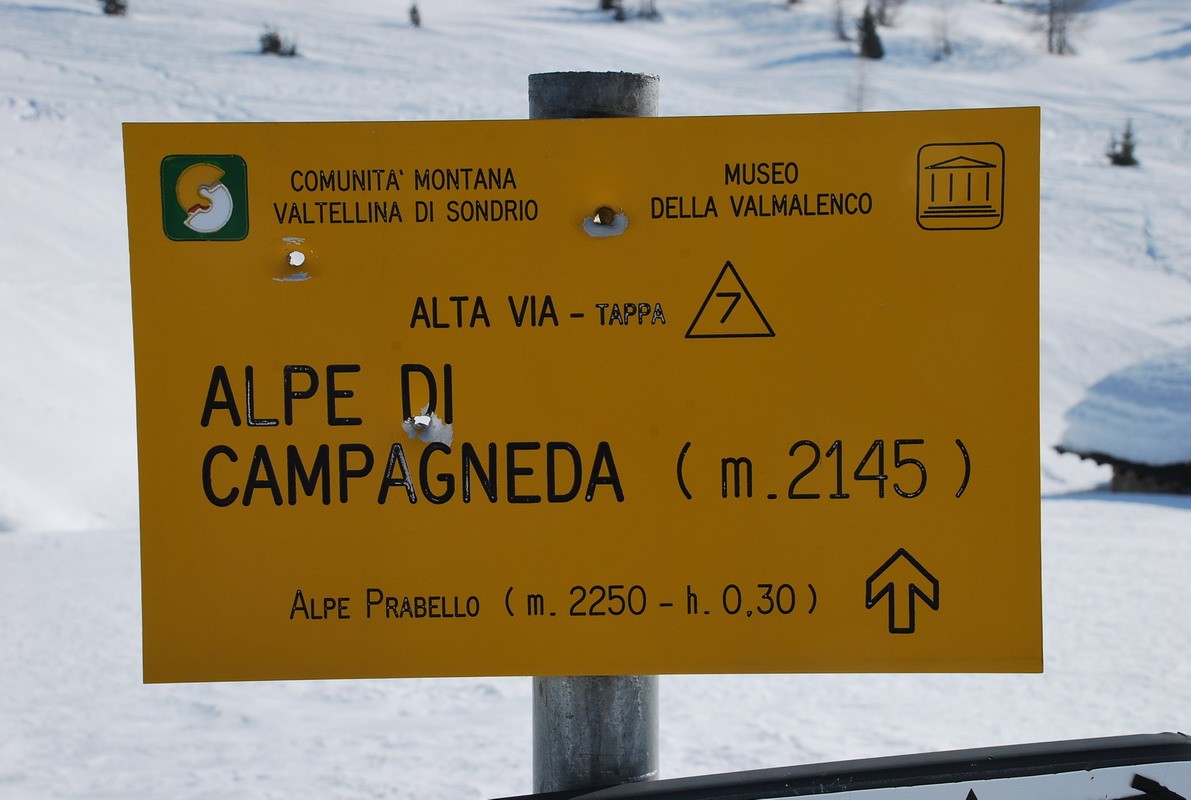 COMUNITA' MONTANA
VALTELLINA DI SONDRIO
MUSEO
DELLA VALMALENCO
ALTA VIA - TAPPA 7
ALPE DI
CAMPAGNEDA (m.2145)
ALPE PRABELLO (m. 2250 - h. 0,30)